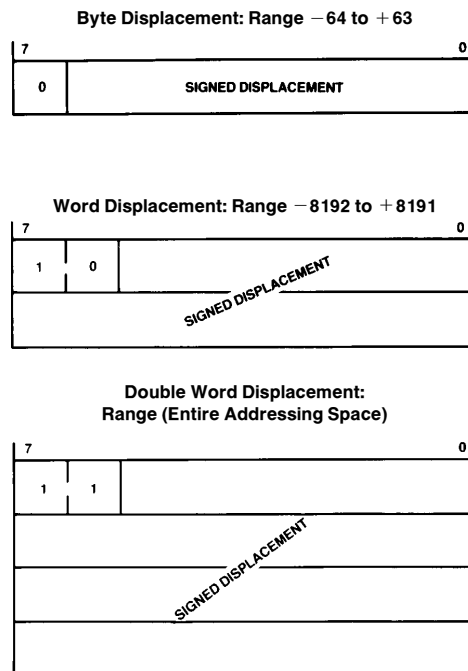 Byte Displacement: Range −64 to +63
7 0
0 SIGNED DISPLACEMENT
Word Displacement: Range −8192 to +8191
7 0
1 0
SIGNED DISPLACEMENT
Double Word Displacement:
Range (Entire Addressing Space)
7 0
1 1
SIGNED DISPLACEMENT